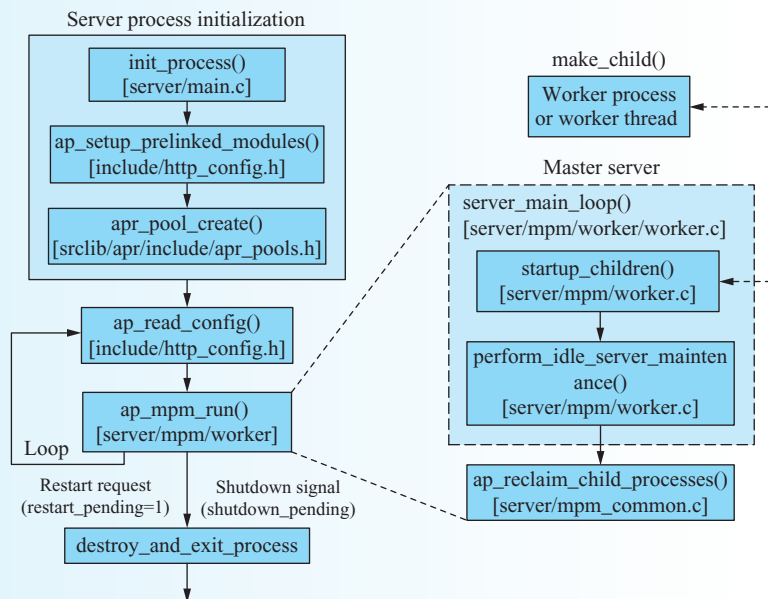 Server process initialization
init_process()
[server/main.c]
ap_setup_prelinked_modules()
[include/http_config.h]
apr_pool_create()
[srclib/apr/include/apr_pools.h]
ap_read_config()
[include/http_config.h]
ap_mpm_run()
[server/mpm/worker]
Loop
Restart request
(restart_pending=1)
Shutdown signal
(shutdown_pending)
destroy_and_exit_process
make_child()
Worker process
or worker thread
Master server
server_main_loop()
[server/mpm/worker/worker.c]
startup_children()
[server/mpm/worker.c]
perform_idle_server_mainten
ance()
[server/mpm/worker.c]
ap_reclaim_child_processes()
[server/mpm_common.c]